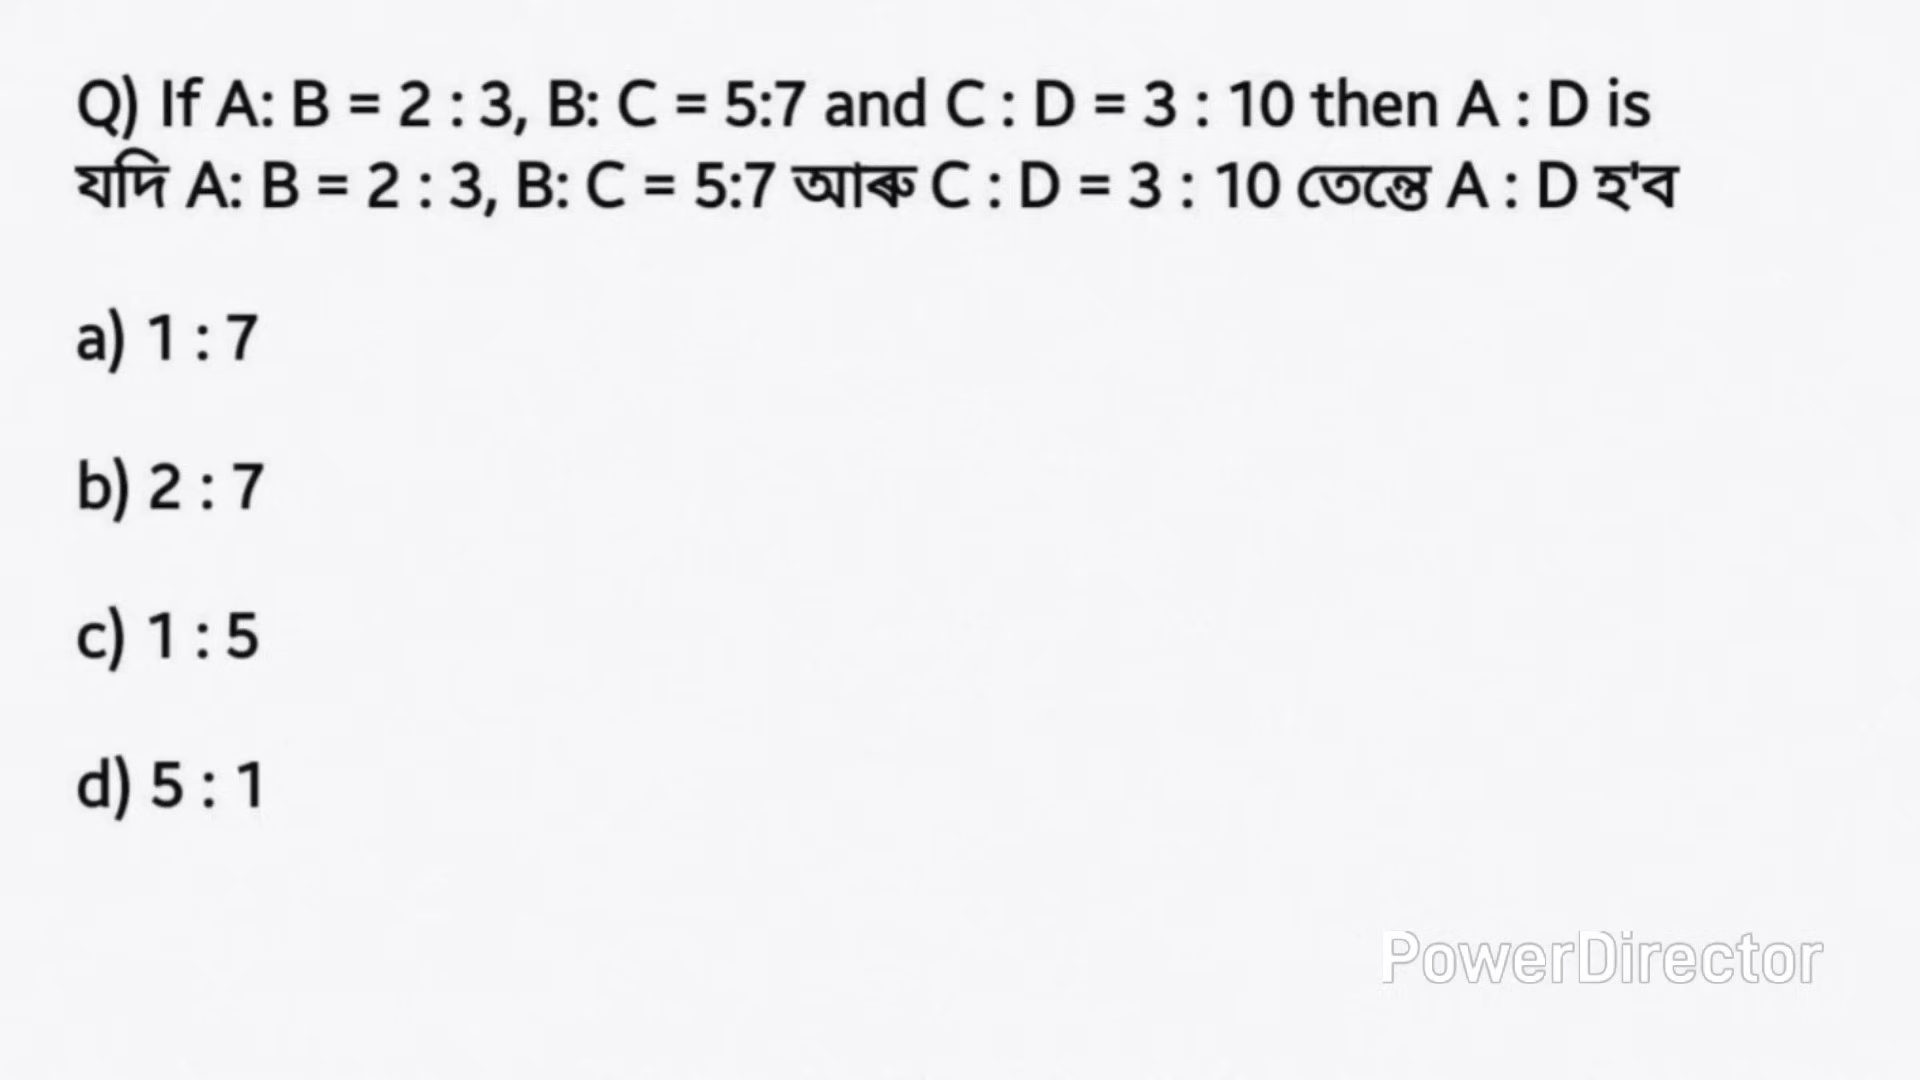 Q) If A: B = 2 : 3, B: C = 5:7 and C : D = 3 : 10 then A : D is
যদি A: B = 2 : 3, B: C = 5:7 আৰু C : D = 3 : 10 তেন্তে A : D হ'ব
a) 1 : 7
b) 2 : 7
c) 1 : 5
d) 5 : 1
PowerDirector